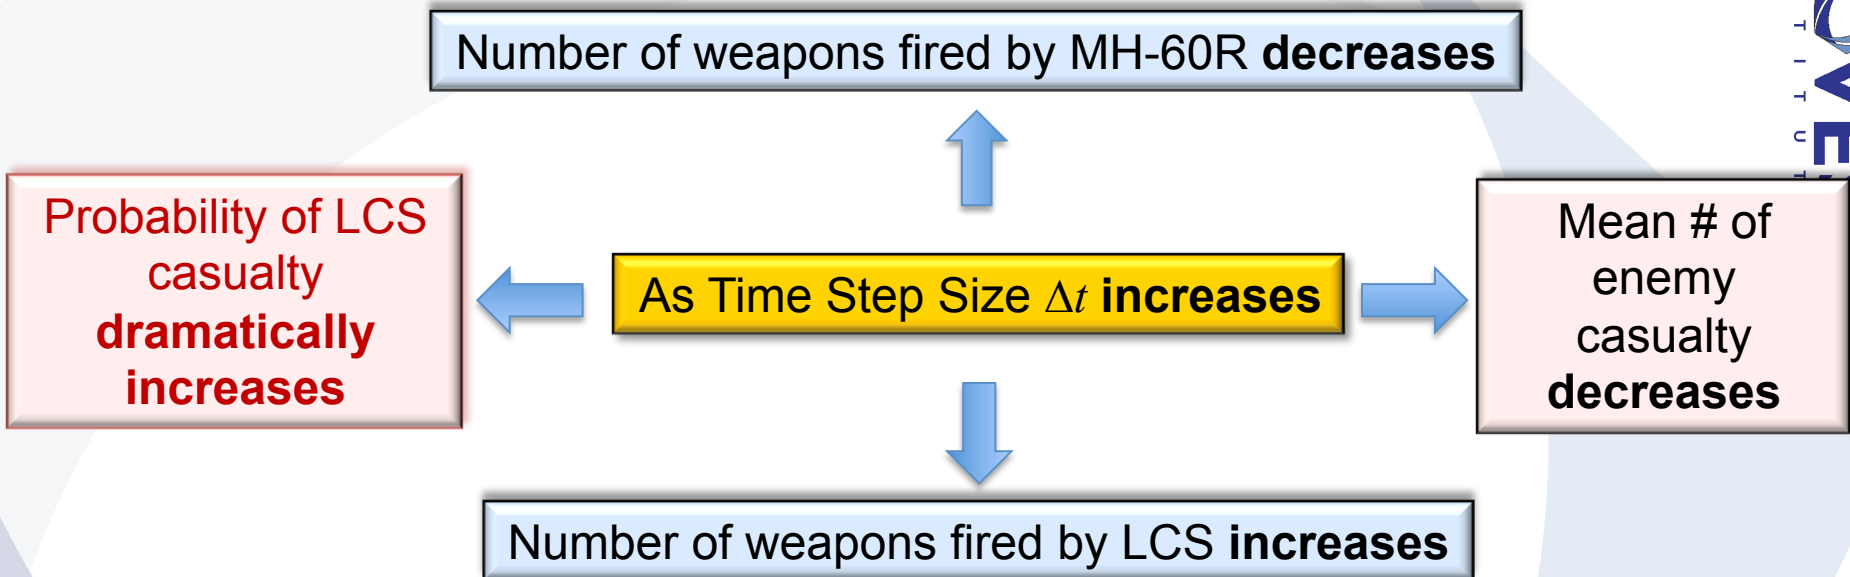 Number of weapons fired by MH-60R decreases
Probability of LCS
casualty
dramatically
increases
As Time Step Size Δt increases
Mean # of
enemy
casualty
decreases
Number of weapons fired by LCS increases